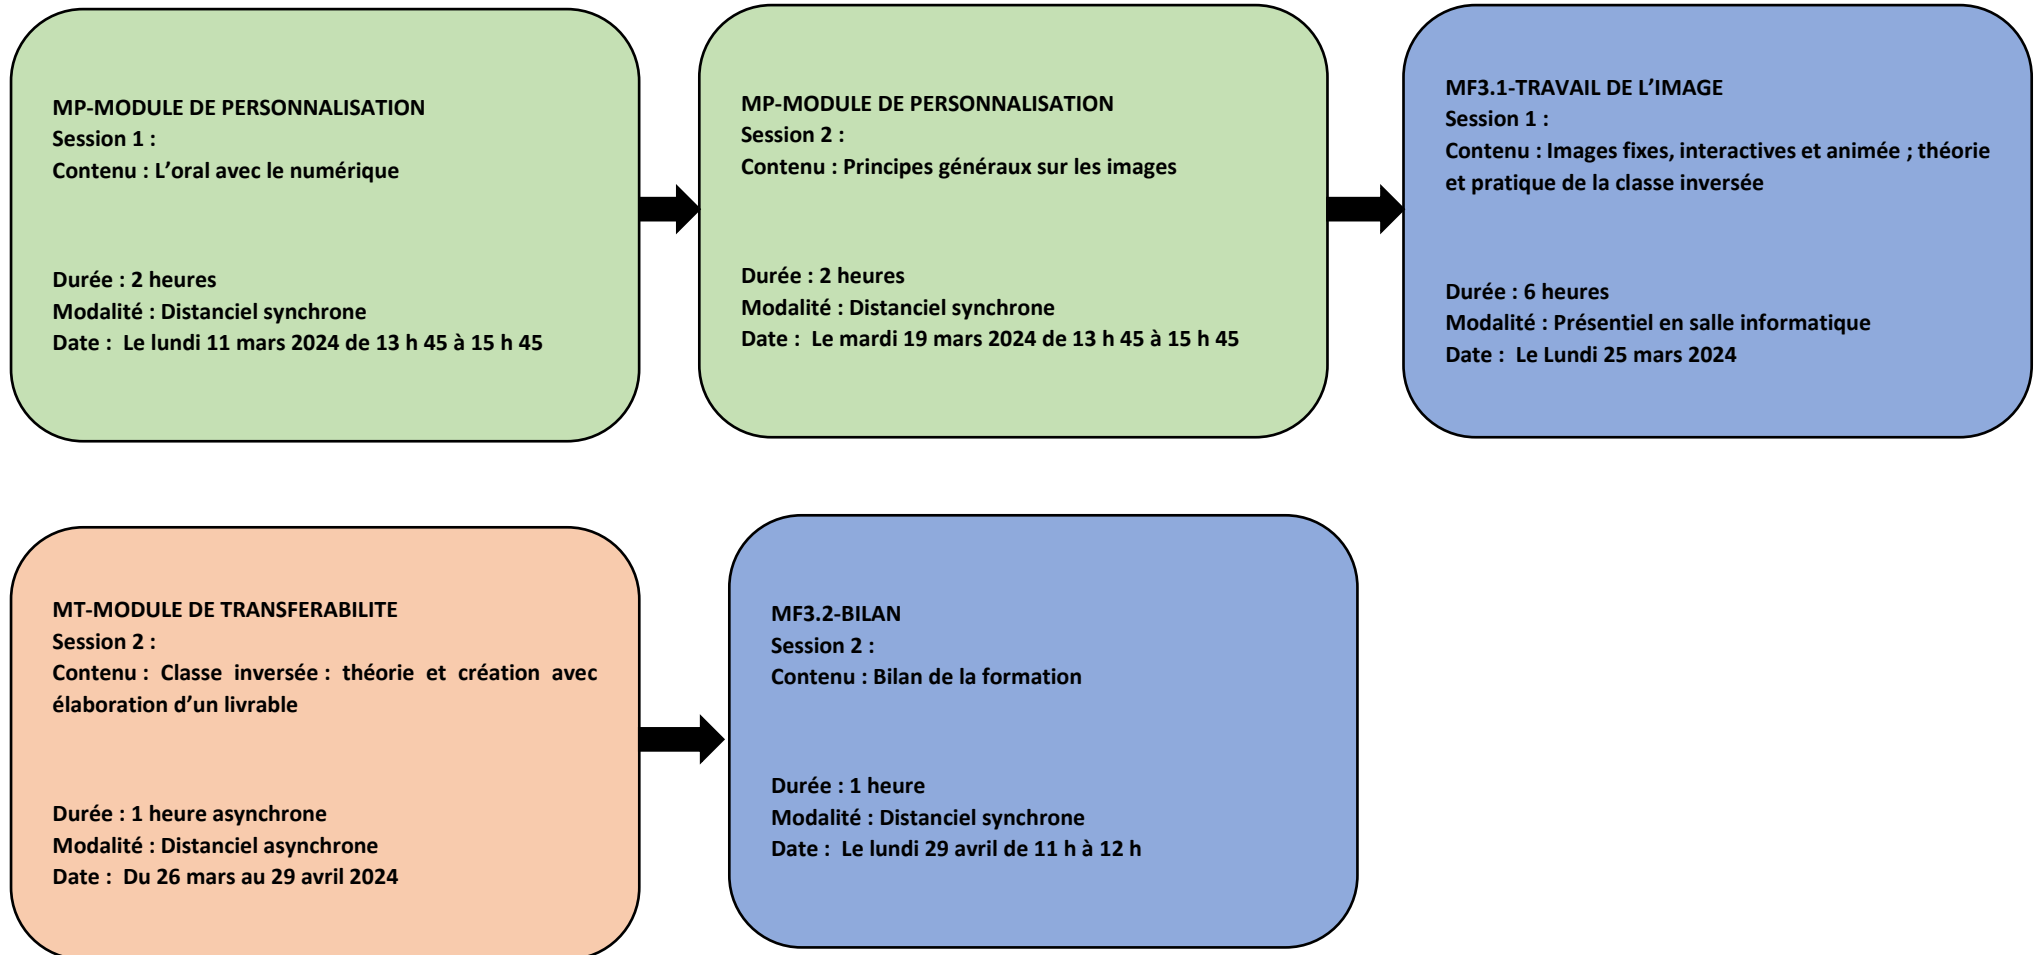 MP-MODULE DE PERSONNALISATION
Session 1 :
Contenu : L’oral avec le numérique
Durée : 2 heures
Modalité : Distanciel synchrone
Date : Le lundi 11 mars 2024 de 13 h 45 à 15 h 45
MP-MODULE DE PERSONNALISATION
Session 2 :
Contenu : Principes généraux sur les images
Durée : 2 heures
Modalité : Distanciel synchrone
Date : Le mardi 19 mars 2024 de 13 h 45 à 15 h 45
MF3.1-TRAVAIL DE L’IMAGE
Session 1 :
Contenu : Images fixes, interactives et animée ; théorie
et pratique de la classe inversée
Durée : 6 heures
Modalité : Présentiel en salle informatique
Date : Le Lundi 25 mars 2024
MT-MODULE DE TRANSFERABILITE
Session 2 :
Contenu : Classe inversée : théorie et création avec
élaboration d’un livrable
Durée : 1 heure asynchrone
Modalité : Distanciel asynchrone
Date : Du 26 mars au 29 avril 2024
MF3.2-BILAN
Session 2 :
Contenu : Bilan de la formation
Durée : 1 heure
Modalité : Distanciel synchrone
Date : Le lundi 29 avril de 11 h à 12 h